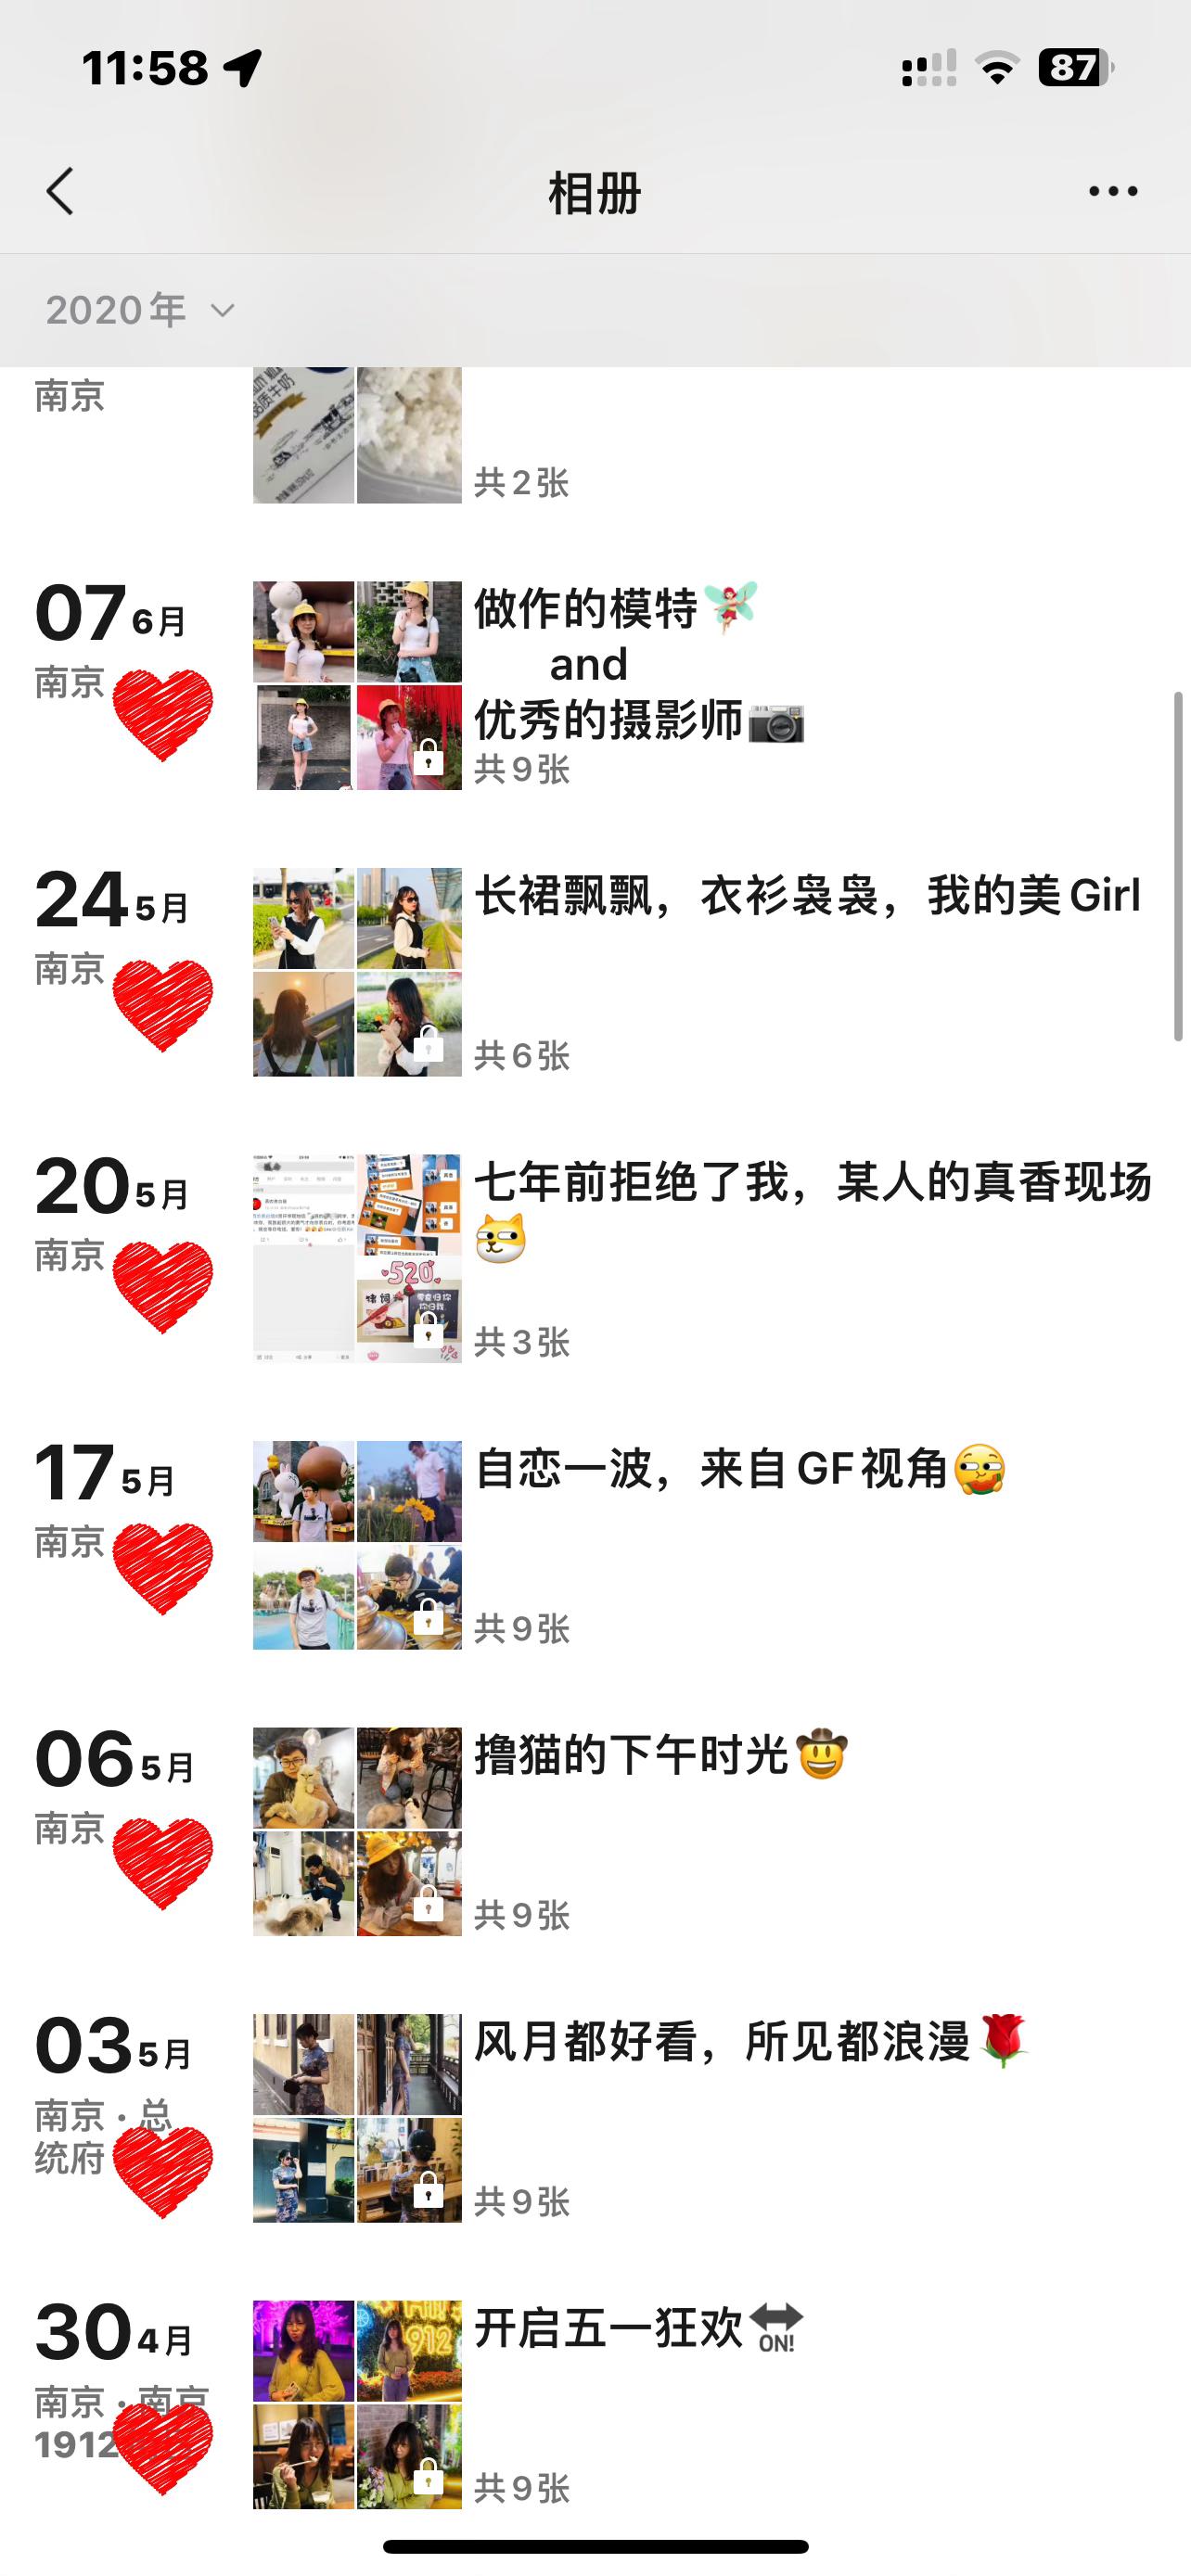 11:58
87
相册
2020年
南京
共2张
07 6月
南京
做作的模特🧚
and
优秀的摄影师📷
共9张
24 5月
南京
长裙飘飘，衣衫袅袅，我的美Girl
共6张
20 5月
南京
七年前拒绝了我，某人的真香现场
520
共3张
17 5月
南京
自恋一波，来自GF视角
共9张
06 5月
南京
撸猫的下午时光🤠
共9张
03 5月
南京·总
统府
风月都好看，所见都浪漫🌹
共9张
30 4月
南京·南京
1912
开启五一狂欢🔛
ON!
912
共9张